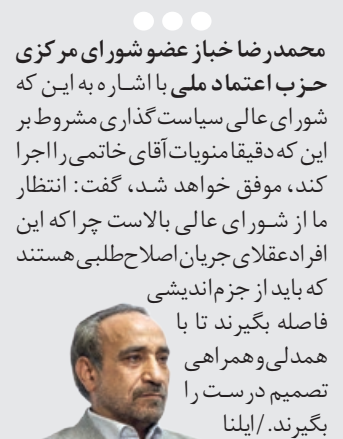 محمدرضا خباز عضو شورای مرکزی
حزب اعتماد ملی با اشاره به این که
شورای عالی سیاست گذاری مشروط بر
این که دقیقا منویات آقای خاتمی را اجرا
کند، موفق خواهد شد، گفت: انتظار
ما از شورای عالی بالاست چراکه این
افراد عقلای جریان اصلاح طلبی هستند
که باید از جزم اندیشی
فاصله بگیرند تا با
همدلی و همراهی
تصمیم درست را
بگیرند./ایلنا